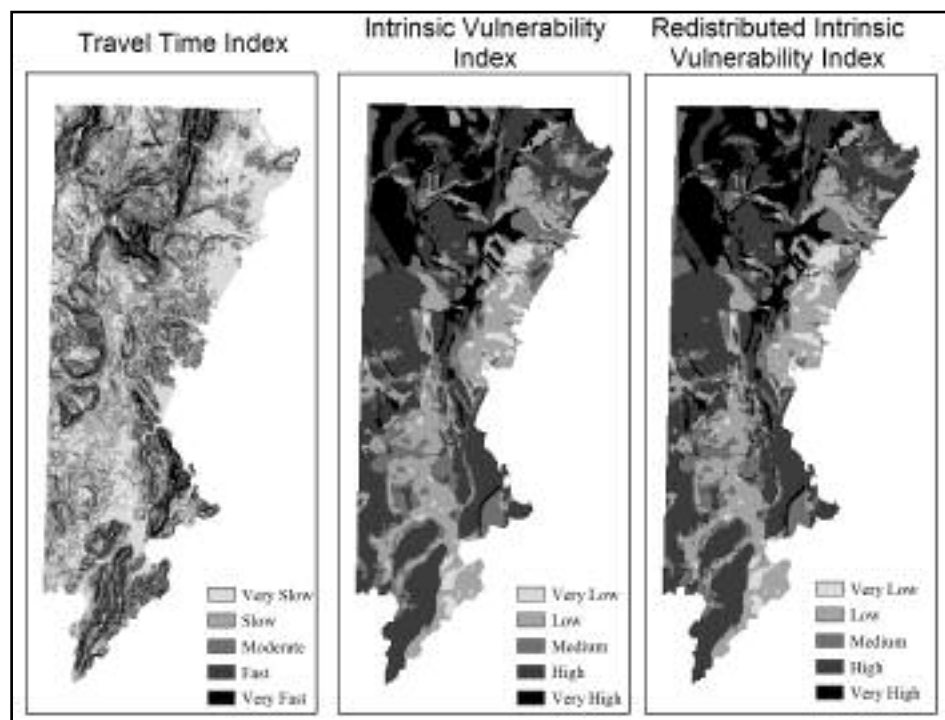 Travel Time Index
Very Slow
Slow
Moderate
Fast
Very Fast
Intrinsic Vulnerability
Index
Very Low
Low
Medium
High
Very High
Redistributed Intrinsic
Vulnerability Index
Very Low
Low
Medium
High
Very High